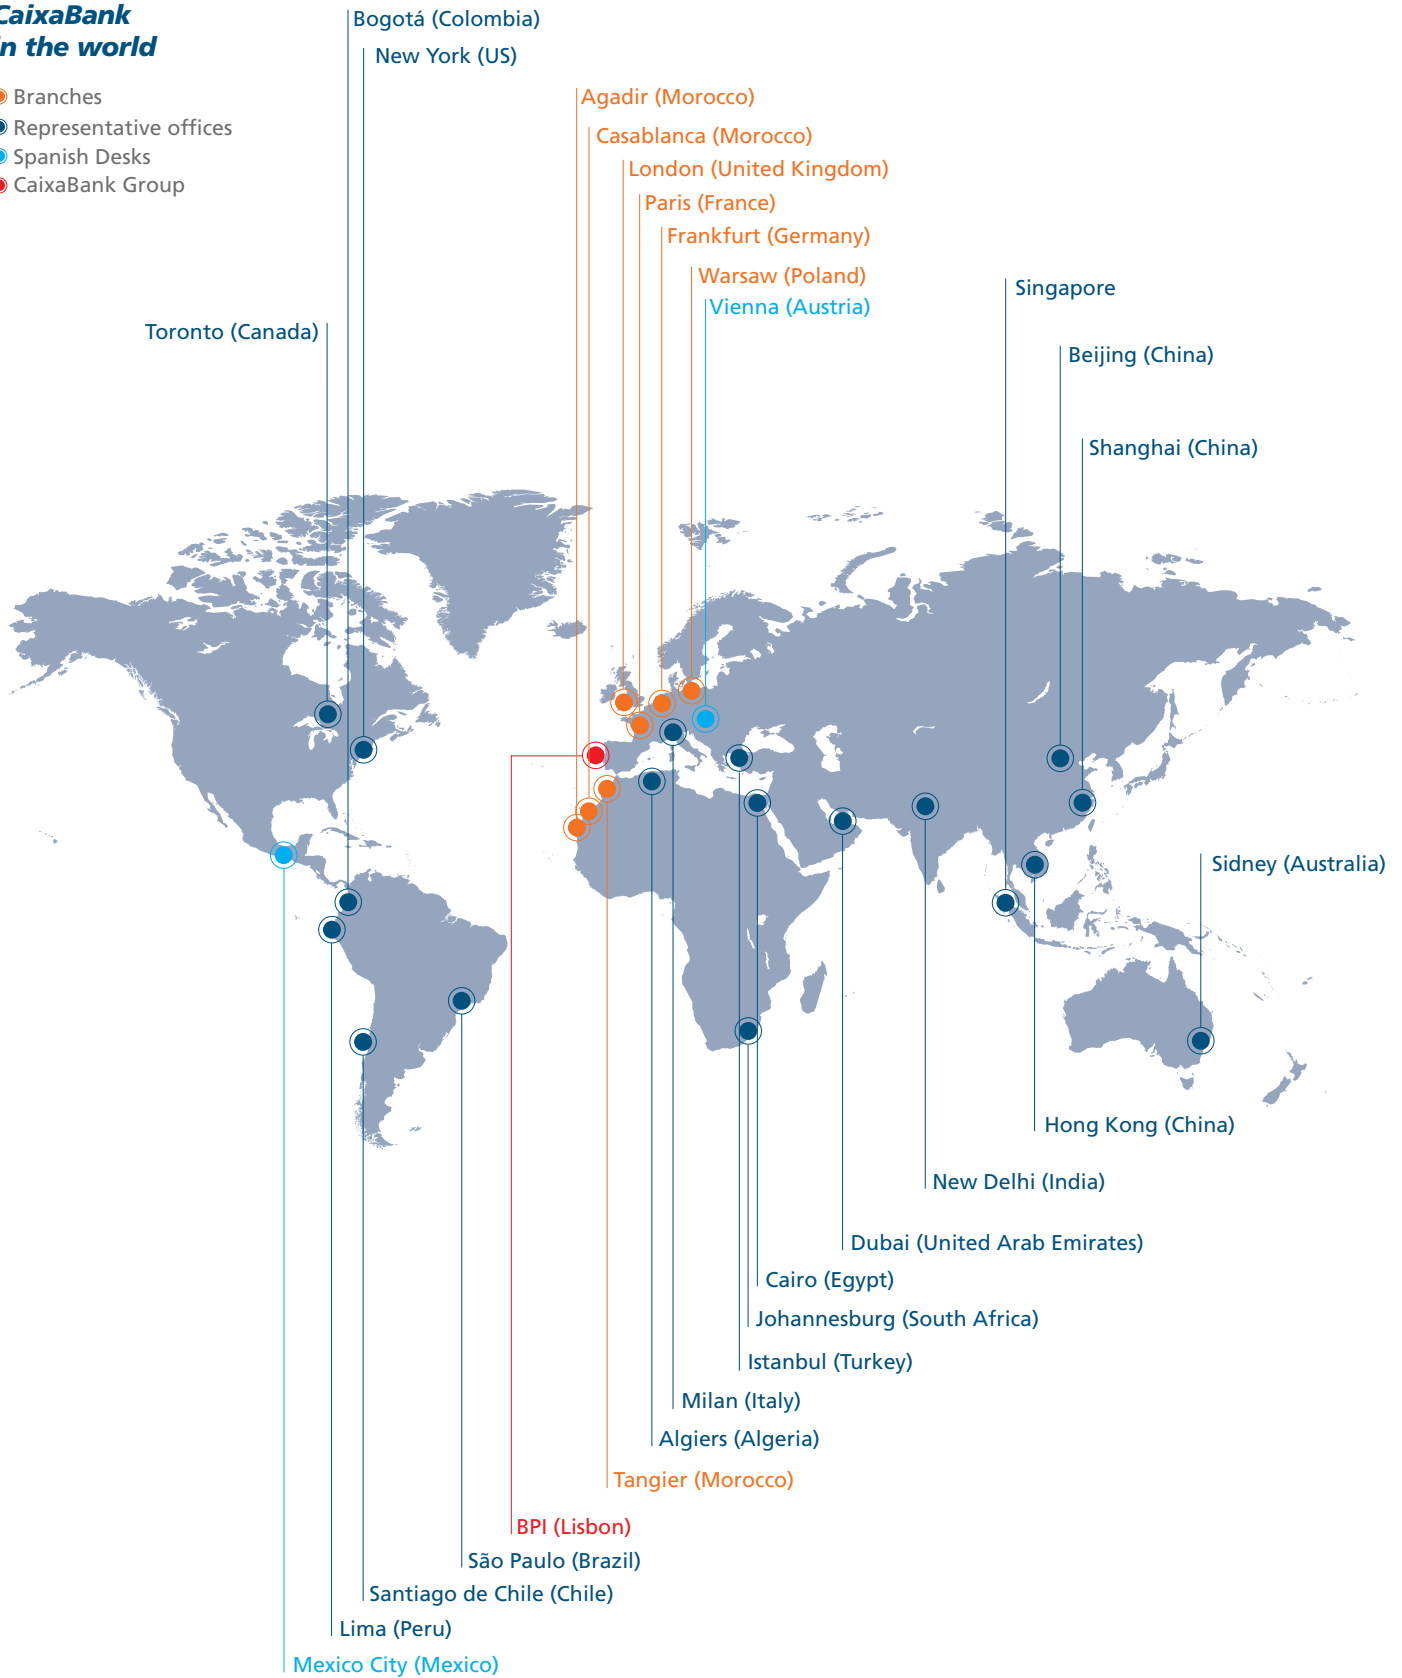 CaixaBank
in the world
Branches
Representative offices
Spanish Desks
CaixaBank Group
Bogotá (Colombia)
New York (US)
Agadir (Morocco)
Casablanca (Morocco)
London (United Kingdom)
Paris (France)
Frankfurt (Germany)
Warsaw (Poland)
Vienna (Austria)
Singapore
Toronto (Canada)
Beijing (China)
Shanghai (China)
Sidney (Australia)
Hong Kong (China)
New Delhi (India)
Dubai (United Arab Emirates)
Cairo (Egypt)
Johannesburg (South Africa)
Istanbul (Turkey)
Milan (Italy)
Algiers (Algeria)
Tangier (Morocco)
BPI (Lisbon)
São Paulo (Brazil)
Santiago de Chile (Chile)
Lima (Peru)
Mexico City (Mexico)